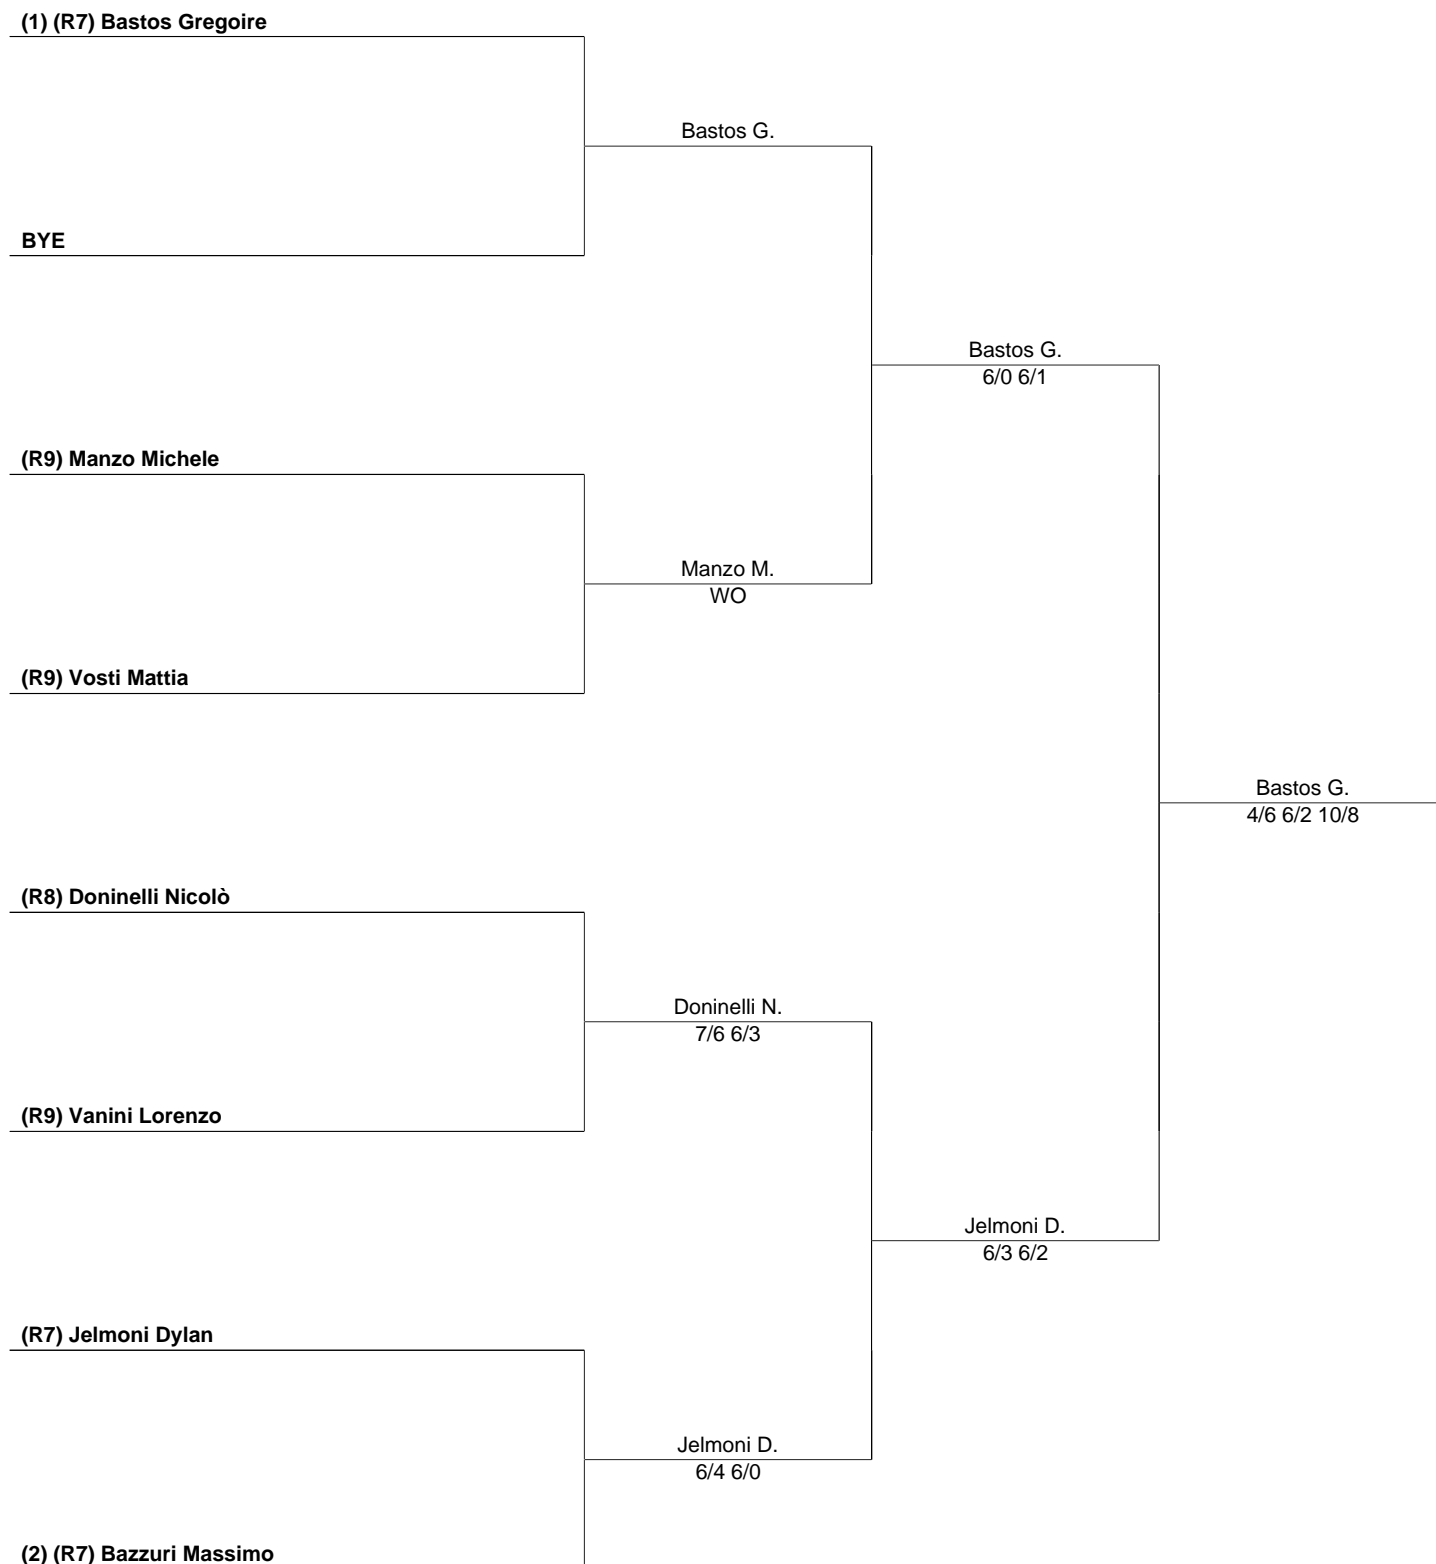 (1) (R7) Bastos Gregoire
Bastos G.
BYE
Bastos G.
6/0 6/1
(R9) Manzo Michele
Manzo M.
WO
(R9) Vosti Mattia
Bastos G.
4/6 6/2 10/8
(R8) Doninelli Nicolò
Doninelli N.
7/6 6/3
(R9) Vanini Lorenzo
Jelmoni D.
6/3 6/2
(R7) Jelmoni Dylan
Jelmoni D.
6/4 6/0
(2) (R7) Bazzuri Massimo